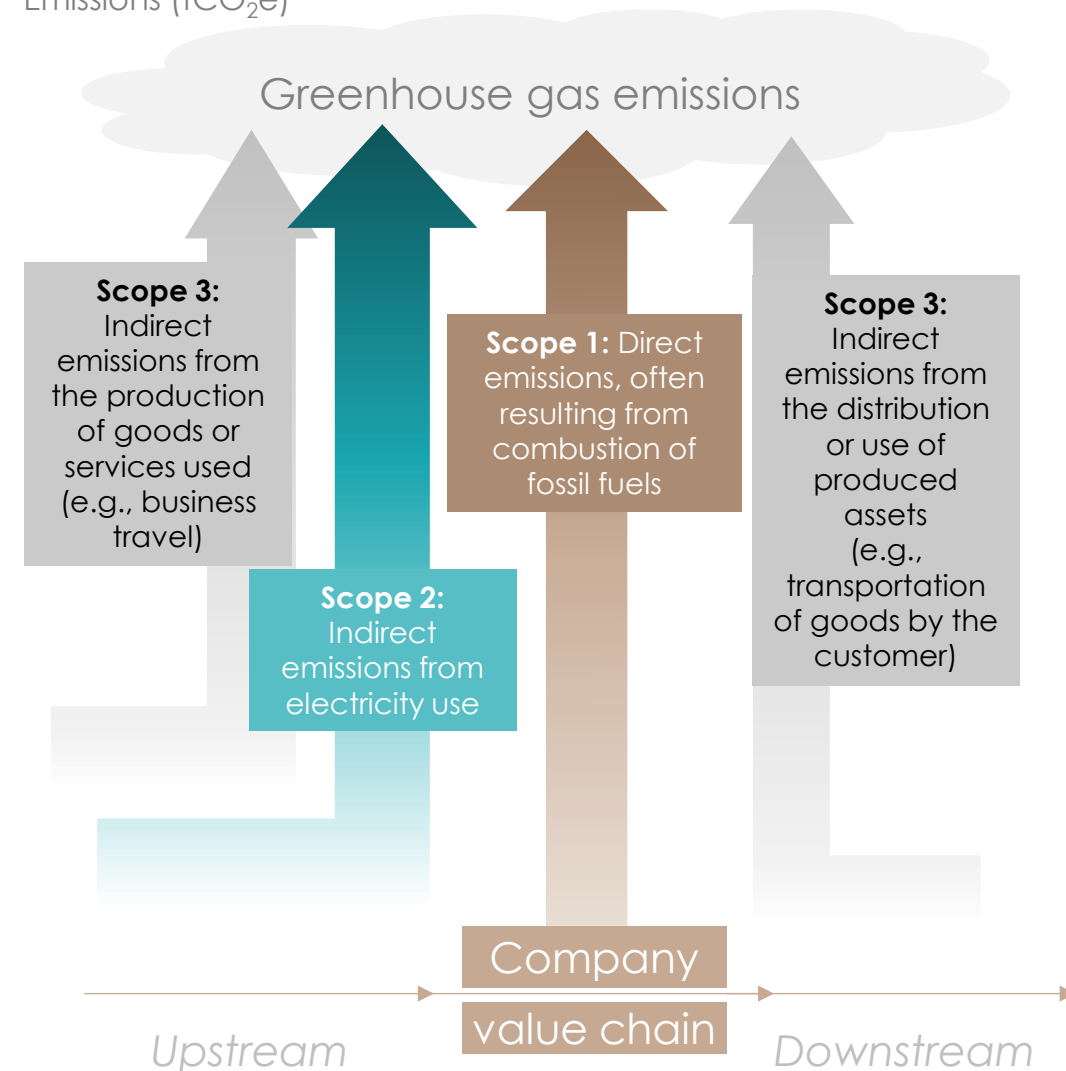 Emissions (tCO₂e)
Greenhouse gas emissions
Scope 3:
Indirect
emissions from
the production
of goods or
services used
(e.g., business
travel)
Scope 2:
Indirect
emissions from
electricity use
Scope 1: Direct
emissions, often
resulting from
combustion of
fossil fuels
Scope 3:
Indirect
emissions from
the distribution
or use of
produced
assets
(e.g.,
transportation
of goods by the
customer)
Company
value chain
Upstream
Downstream